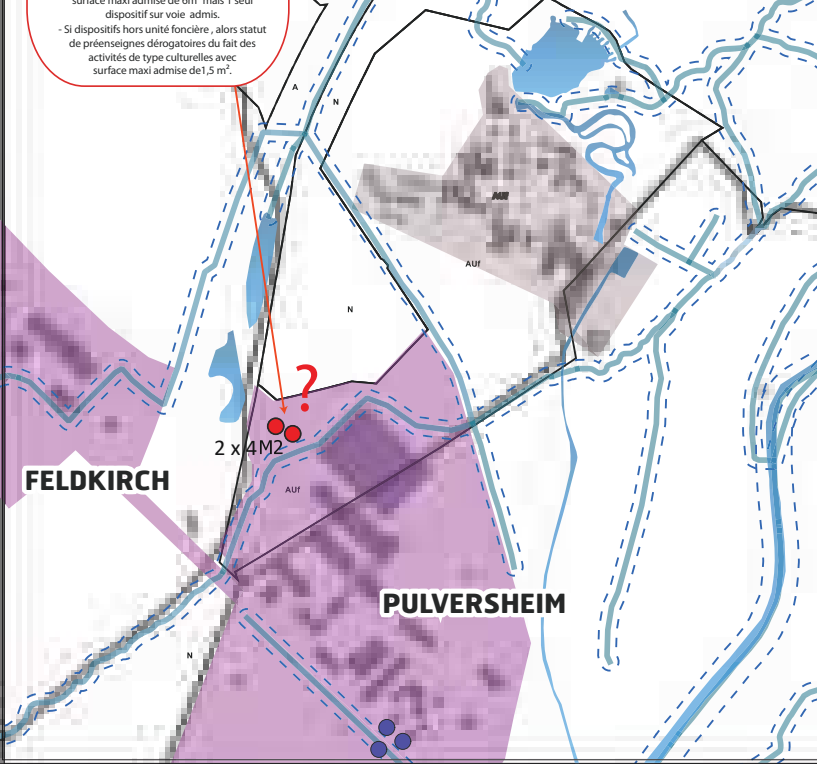 surface maxi admise de 6m² mais 1 seul
dispositif sur voie admis.
- Si dispositifs hors unité foncière , alors statut
de préenseignes dérogatoires du fait des
activités de type culturelles avec
surface maxi admise de1,5 m².
A
N
AUf
N
?
2 x 4M2
FELDKIRCH
AUf
PULVERSHEIM
N